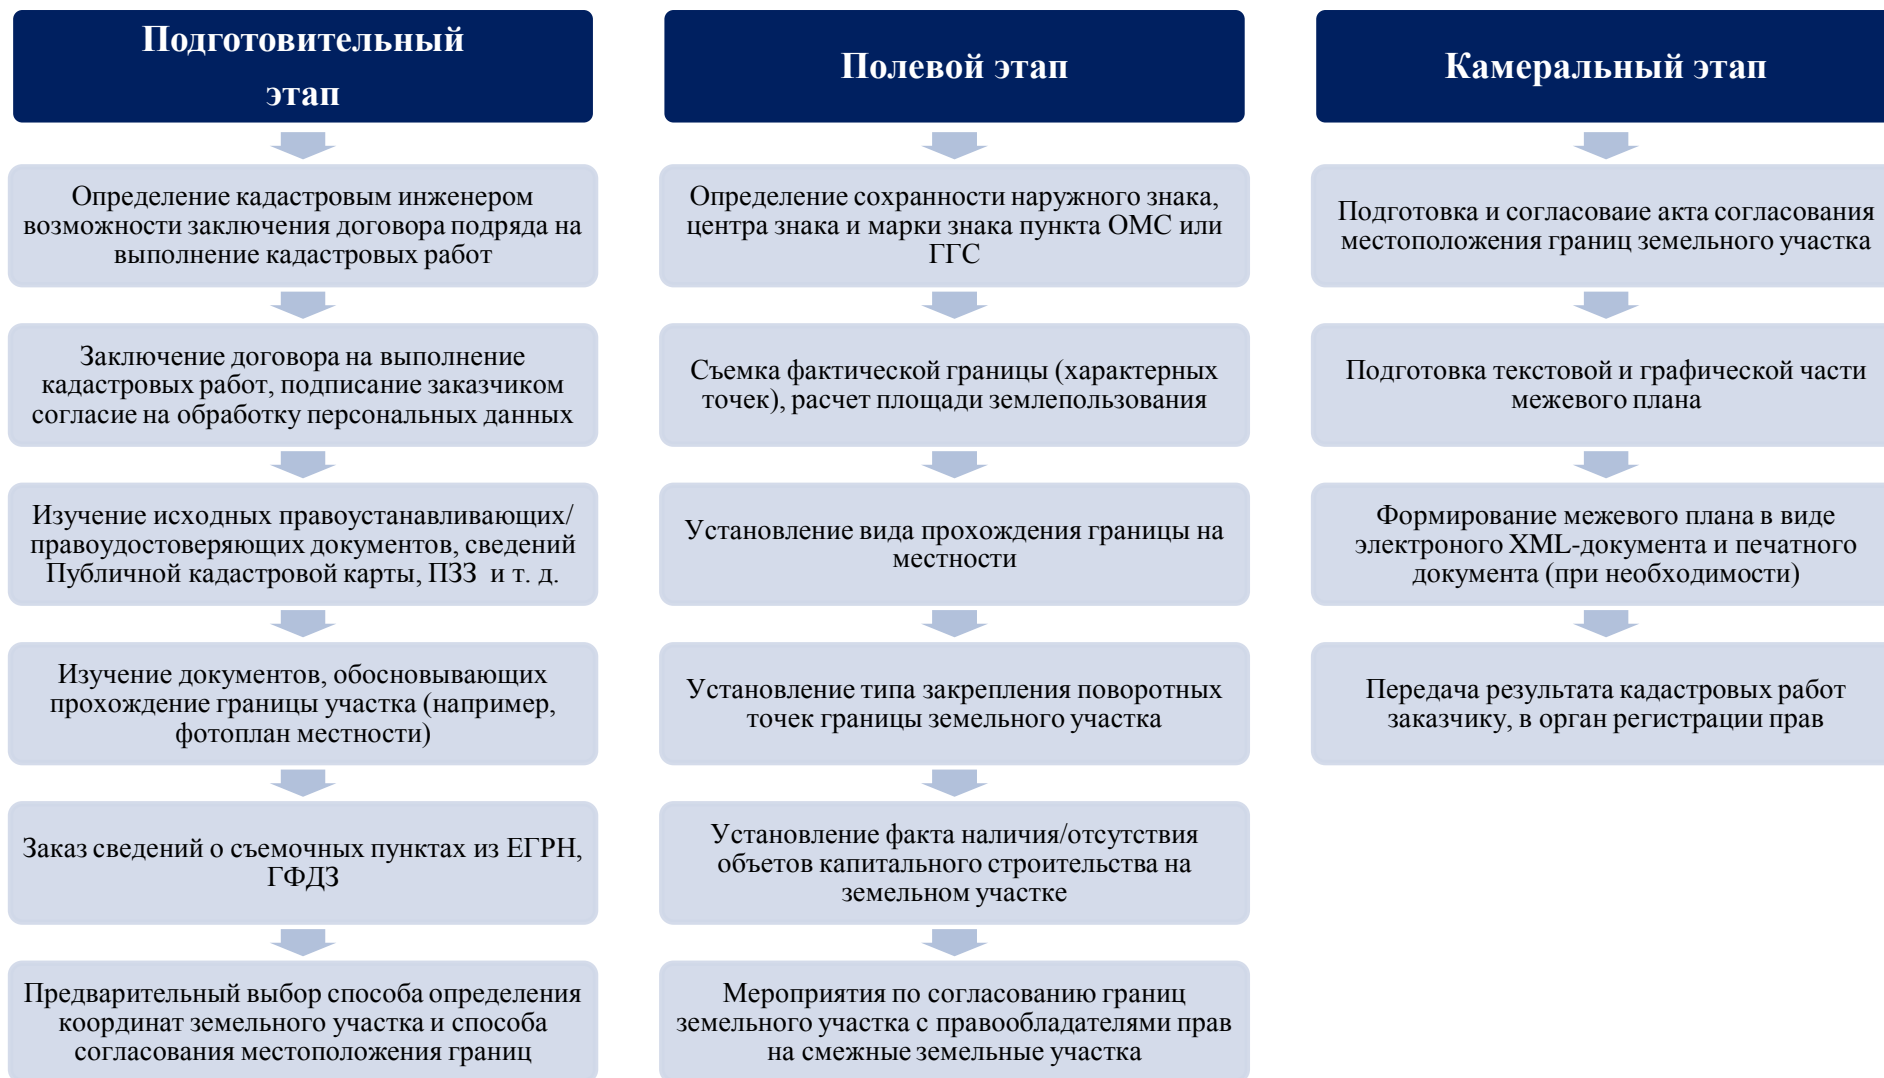 Подготовительный
этап
Определение кадастровым инженером
возможности заключения договора подряда на
выполнение кадастровых работ
Заключение договора на выполнение
кадастровых работ, подписание заказчиком
согласие на обработку персональных данных
Изучение исходных правоустанавливающих/
правоудостоверяющих документов, сведений
Публичной кадастровой карты, ПЗЗ и т. д.
Изучение документов, обосновывающих
прохождение границы участка (например,
фотоплан местности)
Заказ сведений о съемочных пунктах из ЕГРН,
ГФДЗ
Предварительный выбор способа определения
координат земельного участка и способа
согласования местоположения границ
Полевой этап
Определение сохранности наружного знака,
центра знака и марки знака пункта ОМС или
ГГС
Съемка фактической границы (характерных
точек), расчет площади землепользования
Установление вида прохождения границы на
местности
Установление типа закрепления поворотных
точек границы земельного участка
Установление факта наличия/отсутствия
объетов капитального строительства на
земельном участке
Мероприятия по согласованию границ
земельного участка с правообладателями прав
на смежные земельные участка
Камеральный этап
Подготовка и согласоваие акта согласования
местоположения границ земельного участка
Подготовка текстовой и графической части
межевого плана
Формирование межевого плана в виде
электроного XML-документа и печатного
документа (при необходимости)
Передача результата кадастровых работ
заказчику, в орган регистрации прав